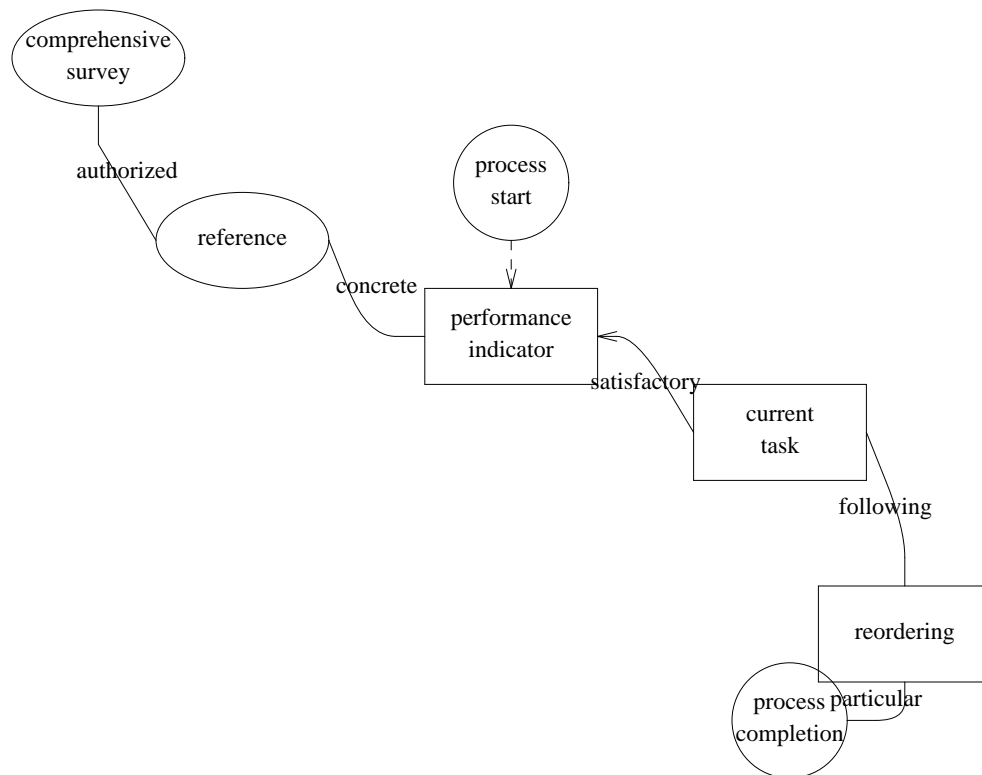 comprehensive
survey
authorized
process
start
reference
concrete
performance
indicator
satisfactory
current
task
following
reordering
particular
process
completion